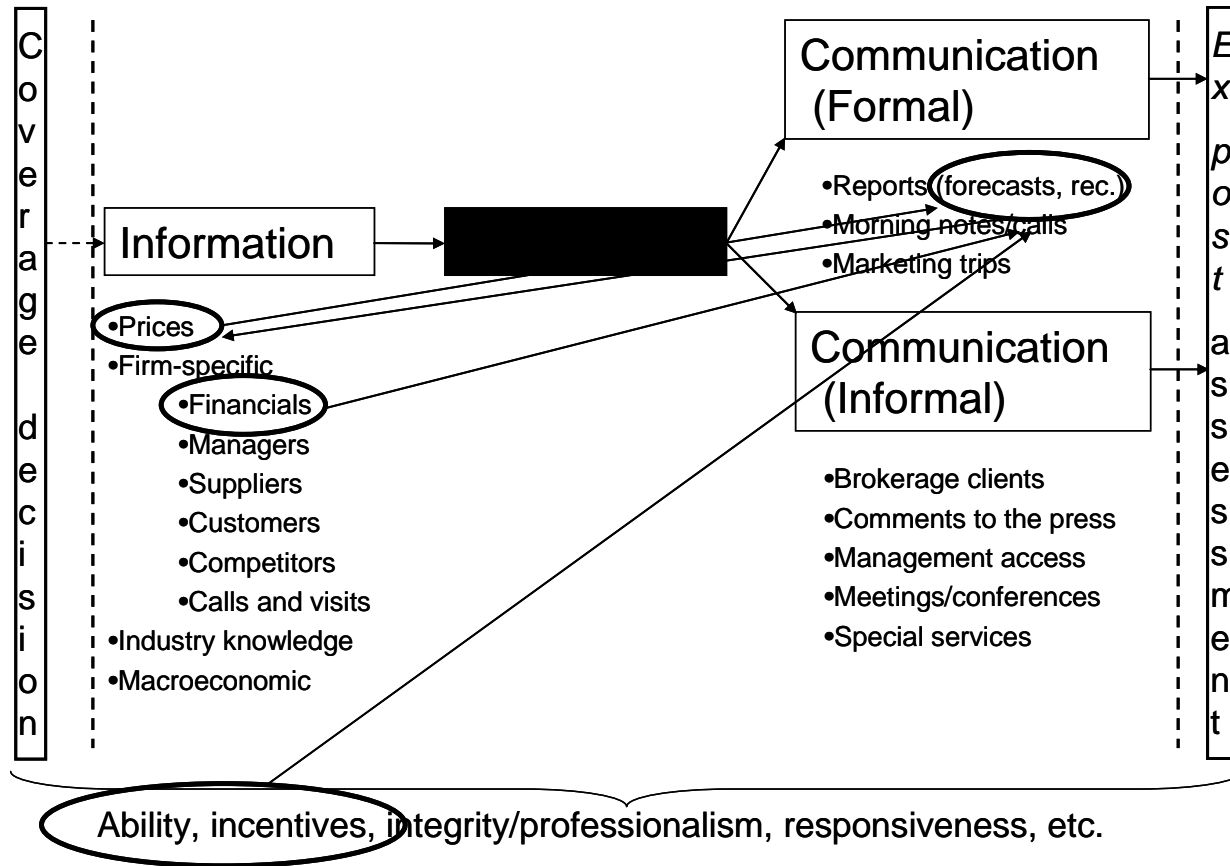 Coverage decision
Information
•Prices
•Firm-specific
•Financials
•Managers
•Suppliers
•Customers
•Competitors
•Calls and visits
•Industry knowledge
•Macroeconomic
Communication
(Formal)
•Reports (forecasts, rec.)
•Morning notes/calls
•Marketing trips
Communication
(Informal)
•Brokerage clients
•Comments to the press
•Management access
•Meetings/conferences
•Special services
Ex post assessment
Ability, incentives, integrity/professionalism, responsiveness, etc.